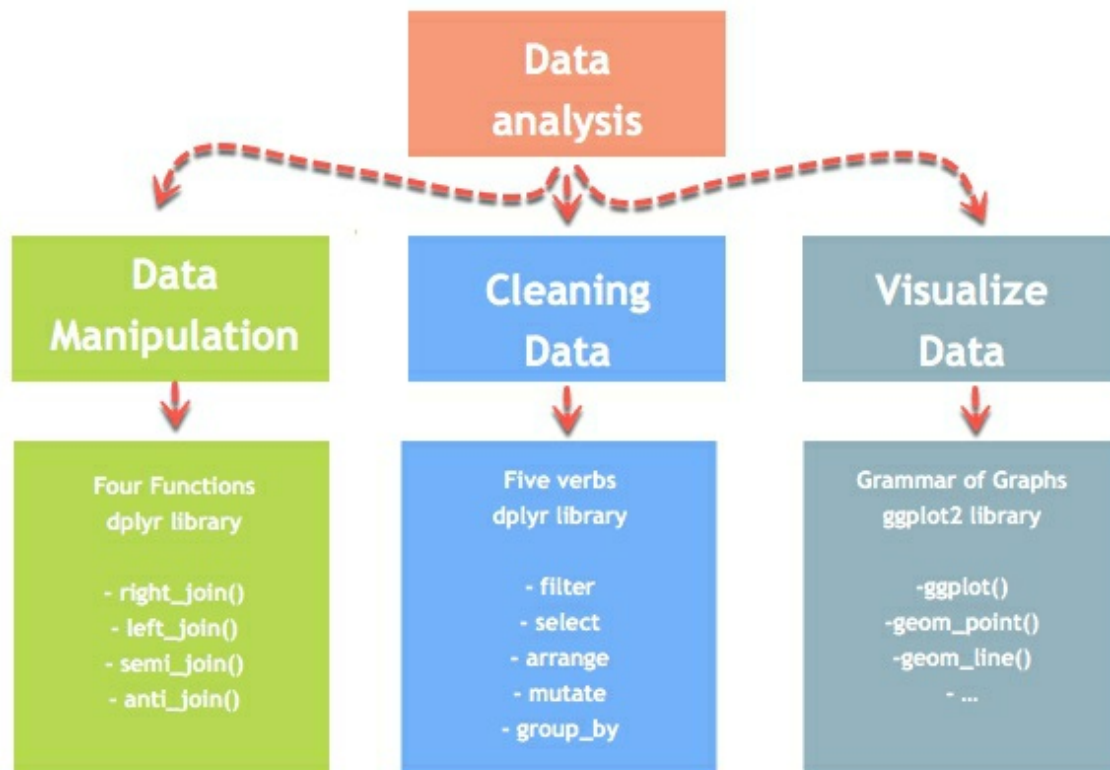 Data
analysis
Data
Manipulation
Cleaning
Data
Visualize
Data
Four Functions
dplyr library
- right_join()
- left_join()
- semi_join()
- anti_join()
Five verbs
dplyr library
- filter
- select
- arrange
- mutate
- group_by
Grammar of Graphs
ggplot2 library
-ggplot()
-geom_point()
-geom_line()
- ...